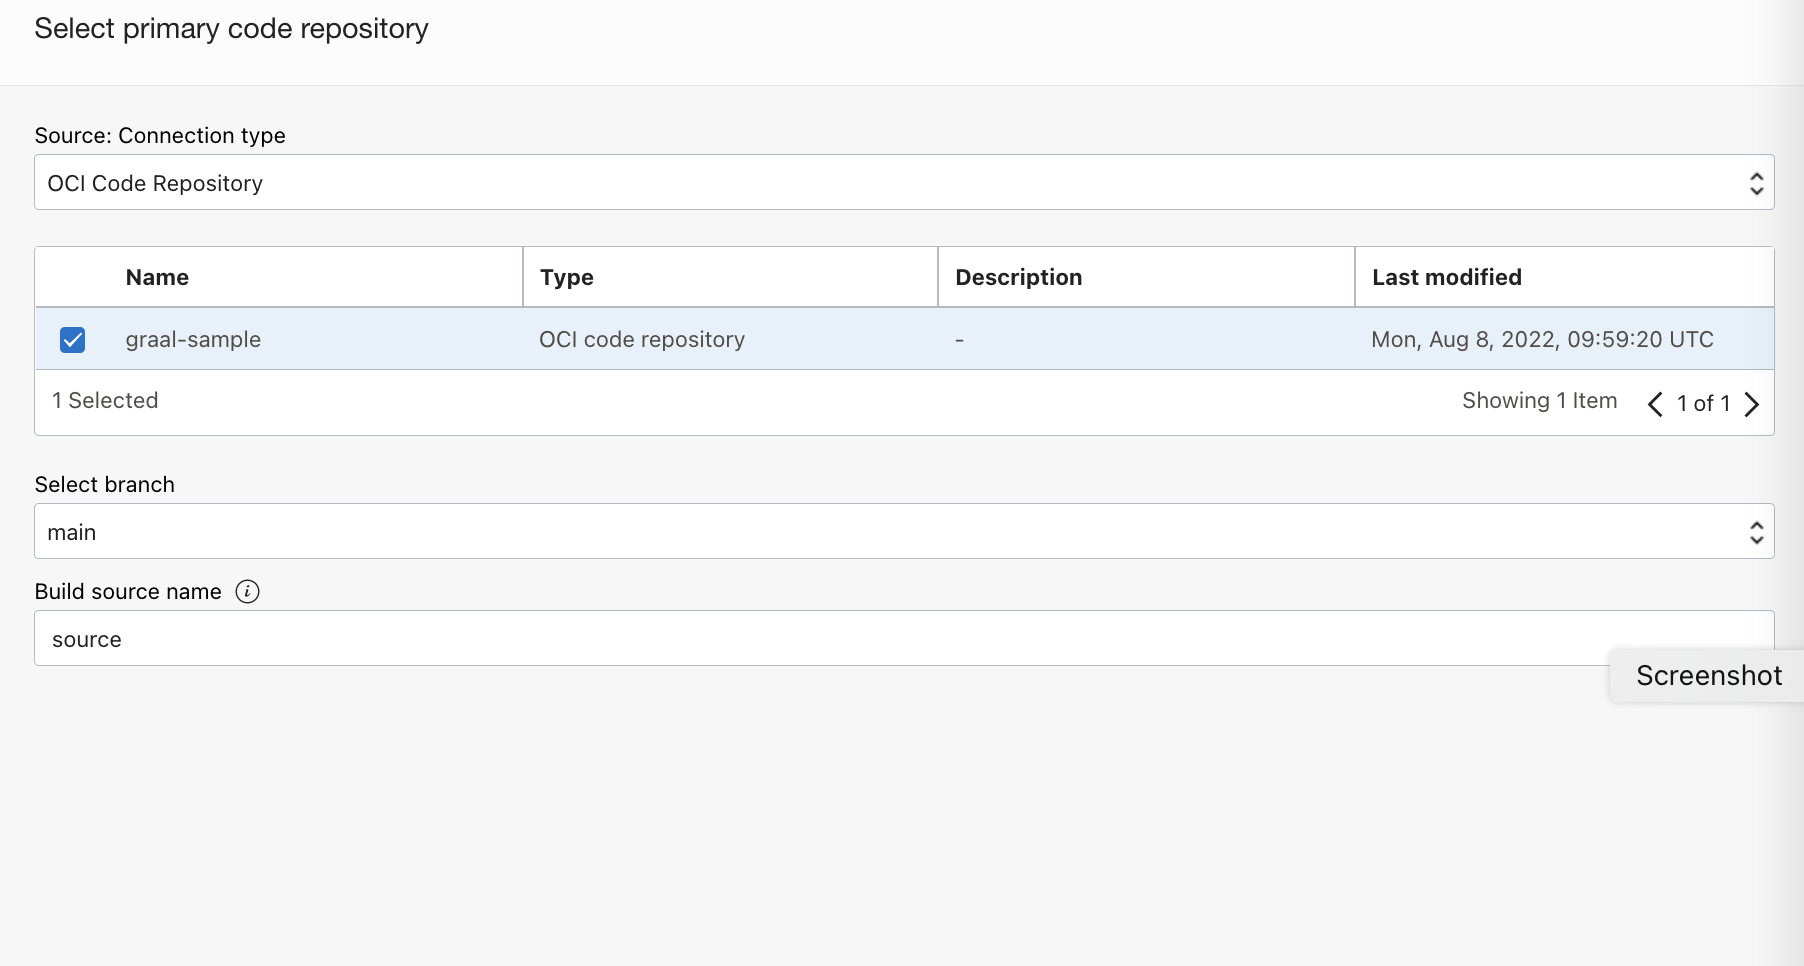 Select primary code repository
Source: Connection type
OCI Code Repository
Name Type Description Last modified
graal-sample OCI code repository - Mon, Aug 8, 2022, 09:59:20 UTC
1 Selected Showing 1 Item 1 of 1
Select branch
main
Build source name i
source
Screenshot